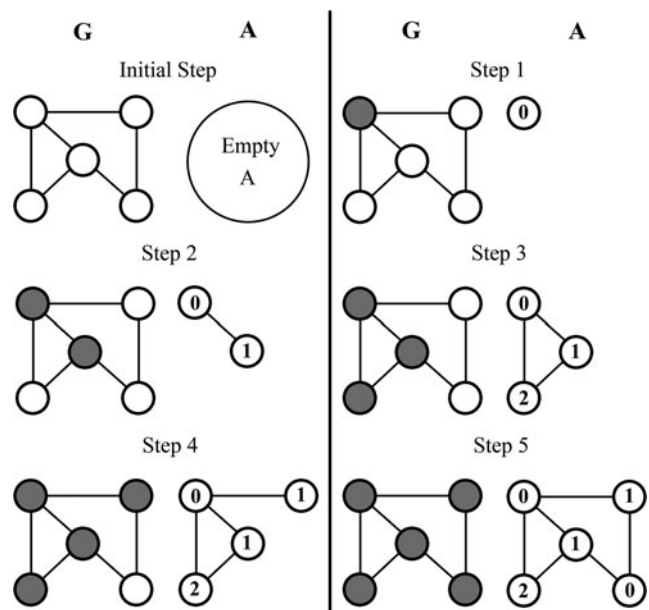 G A
G A
Initial Step
Step 1
Empty
A
0
Step 2
Step 3
0
1
0
1
2
Step 4
Step 5
0 1
1
2
0 1
1
2 0